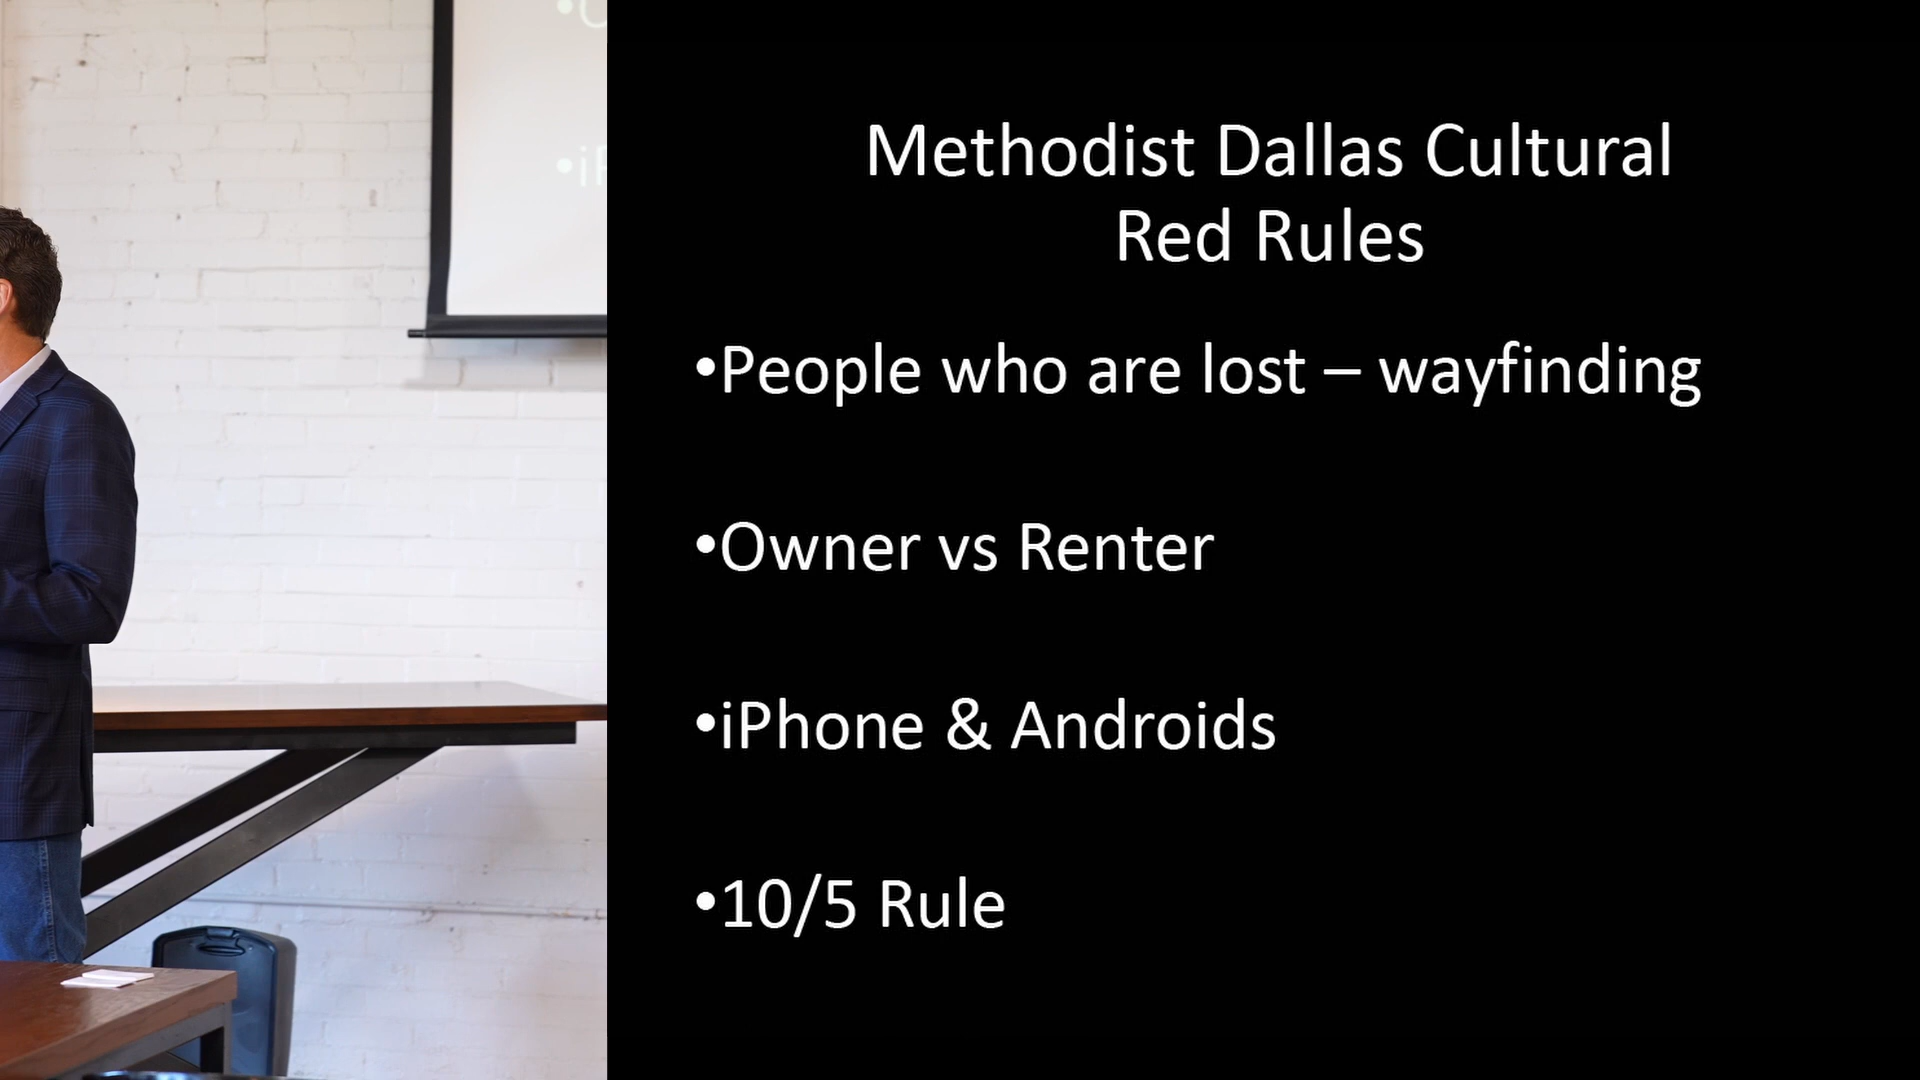 Methodist Dallas Cultural
Red Rules
•People who are lost – wayfinding
•Owner vs Renter
•iPhone & Androids
•10/5 Rule